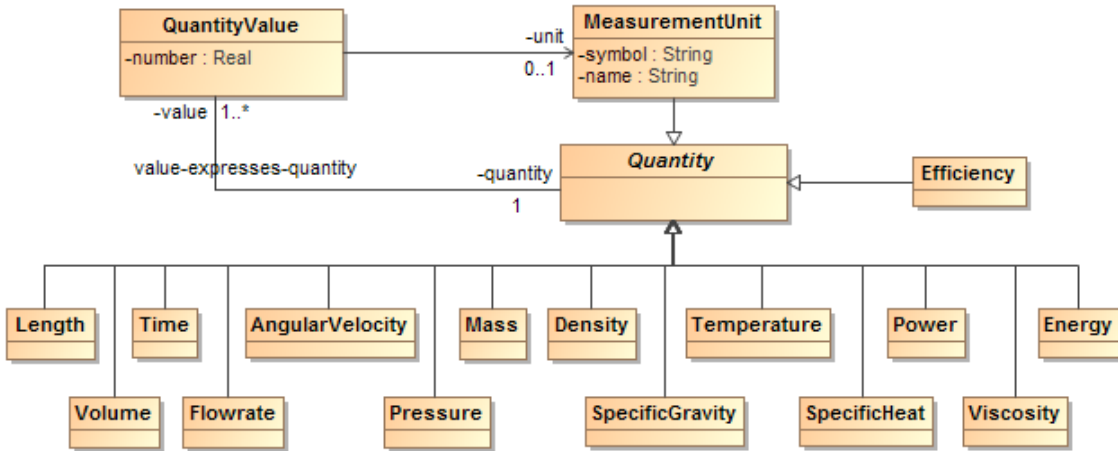 QuantityValue
-number : Real
-unit
0..1
MeasurementUnit
-symbol : String
-name : String
-value
1..*
value-expresses-quantity
-quantity
1
Quantity
Efficiency
Length
Time
AngularVelocity
Mass
Density
Temperature
Power
Energy
Volume
Flowrate
Pressure
SpecificGravity
SpecificHeat
Viscosity